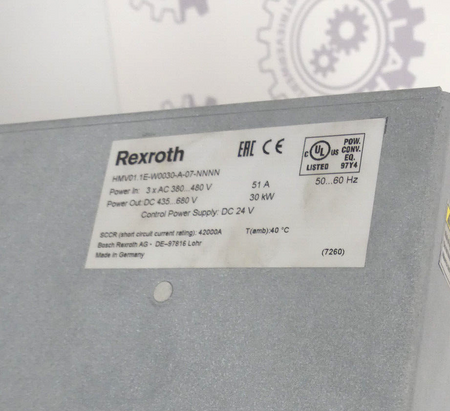 Rexroth
EAC CE
C UL US LISTED
POW.
CONV.
EQ.
97Y4
HMV01.1E-W0030-A-07-NNNN
Power In: 3 x AC 380...480 V 51 A 50...60 Hz
Power Out: DC 435...680 V 30 kW
Control Power Supply: DC 24 V
SCCR (short circuit current rating): 42000A T(amb):40 °C
Bosch Rexroth AG - DE-97816 Lohr
Made in Germany
(7260)